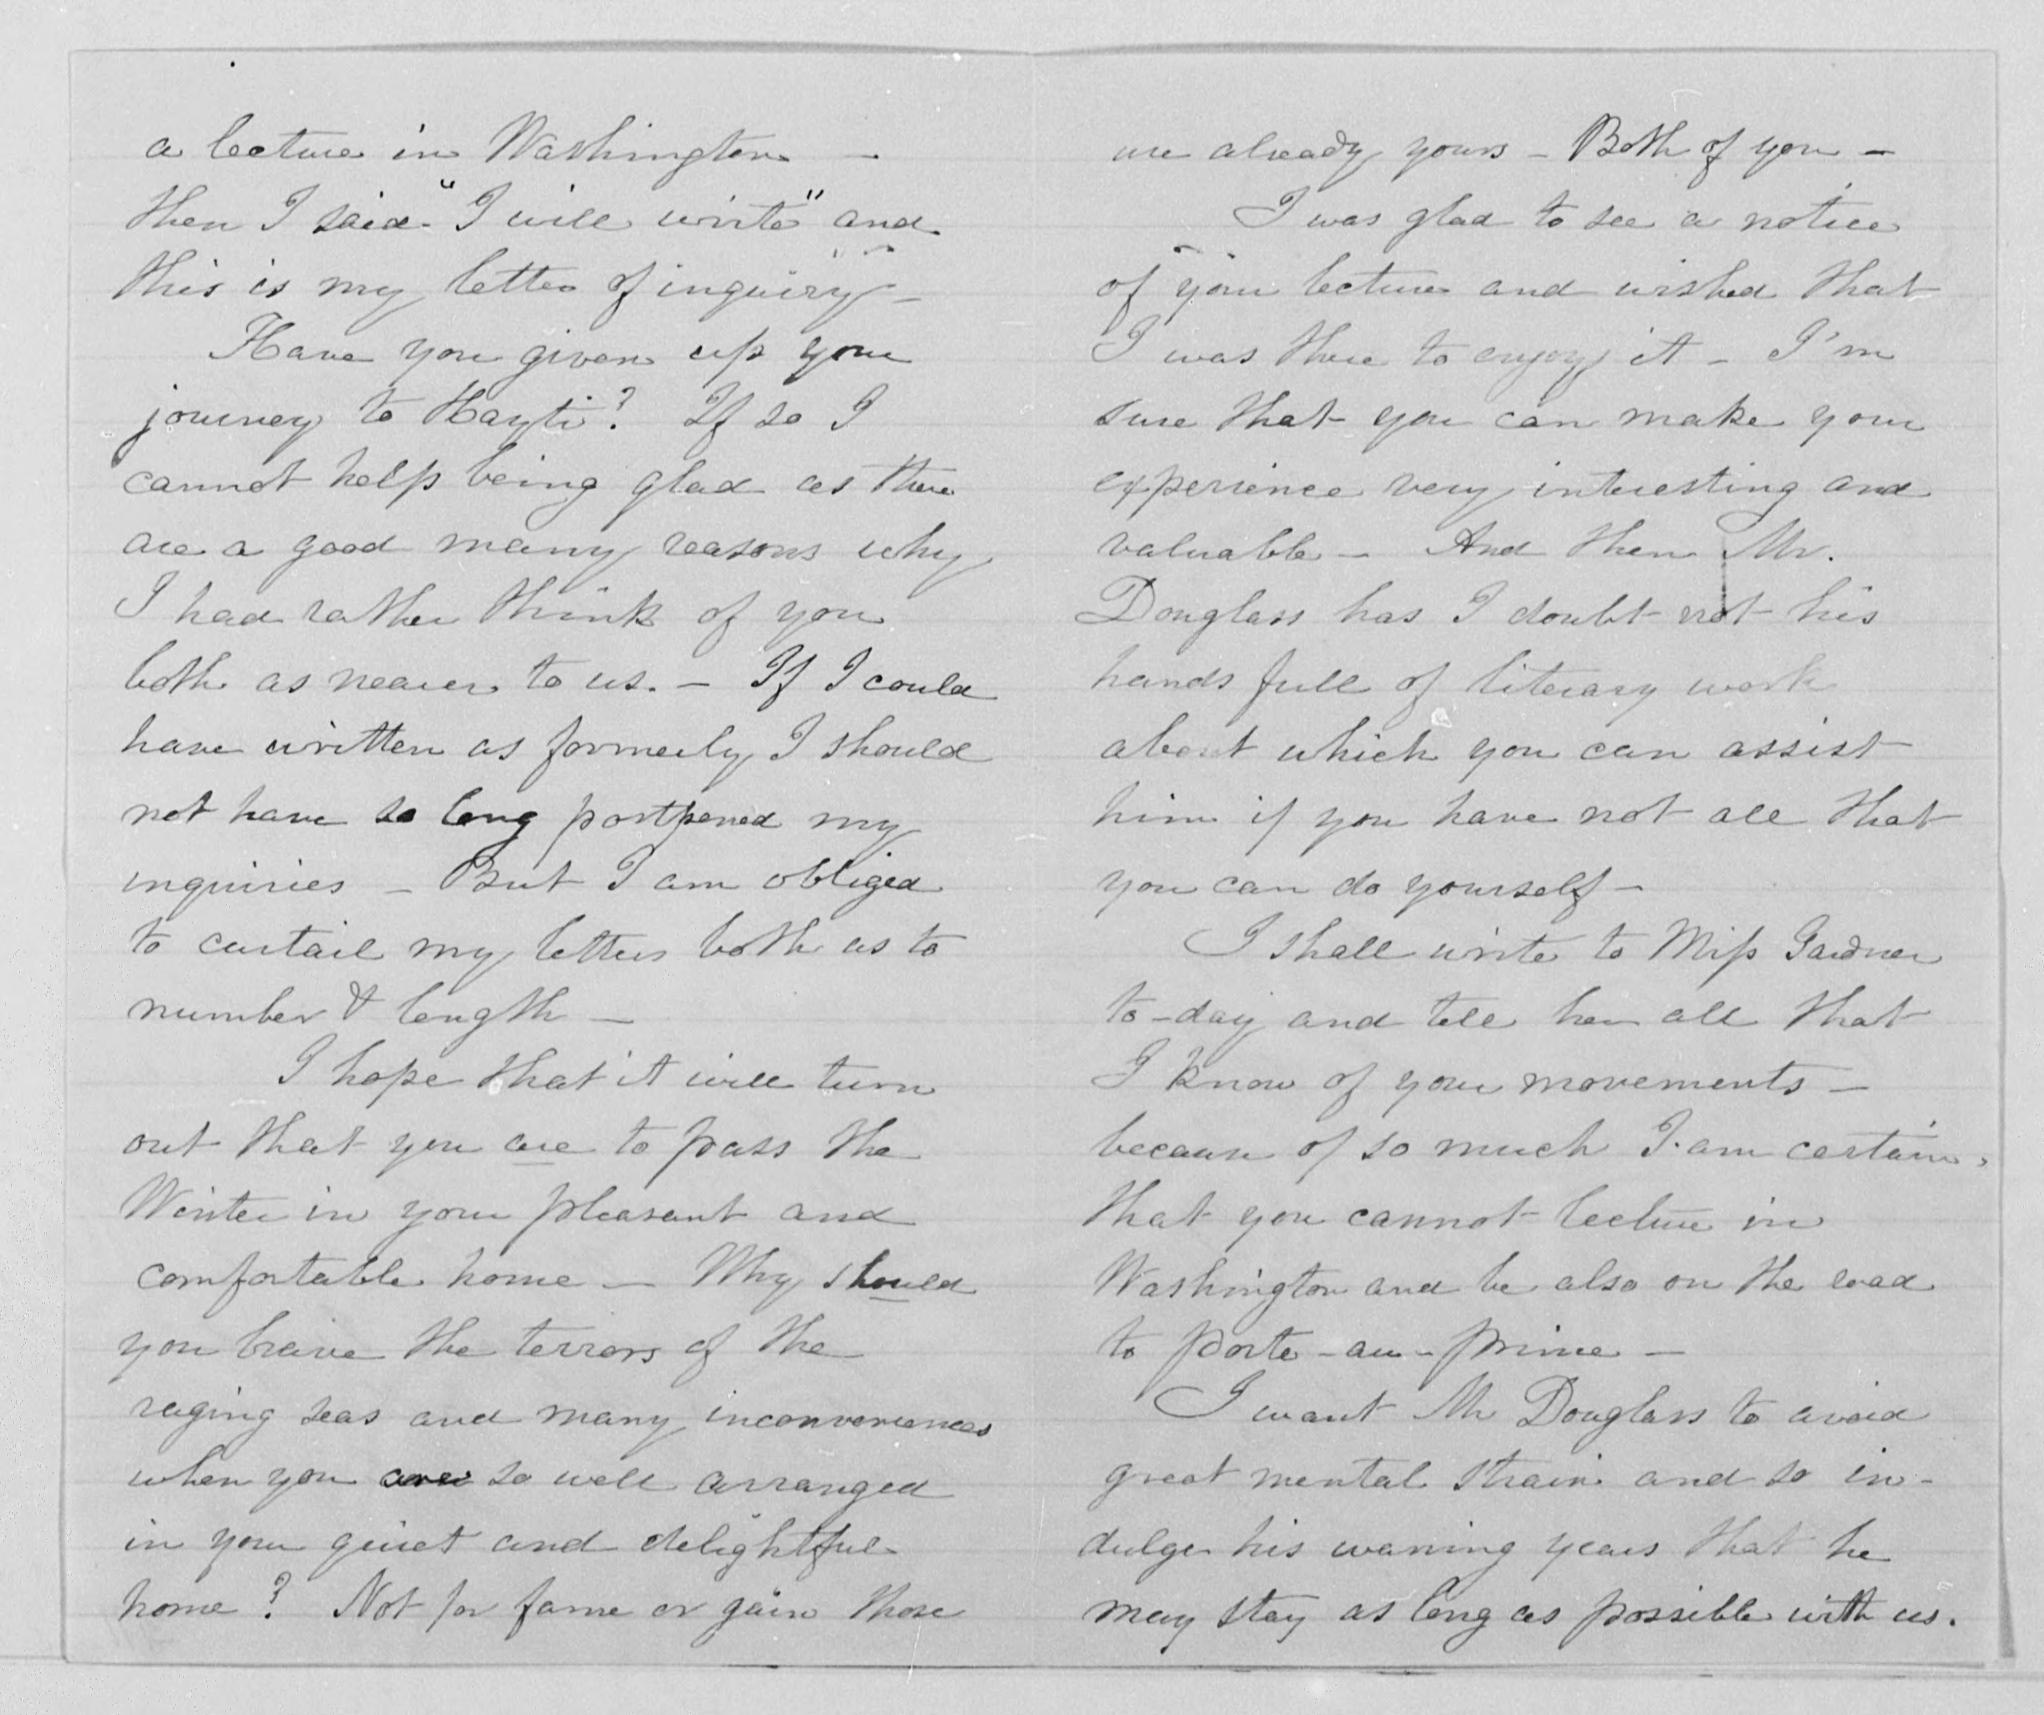 a lecture in Washington —
then I said "I will write" and
this is my letter of inquiry —
Have you given up your
journey to Hayti? If so I
cannot help being glad as there
are a good many reasons why
I had rather think of you
both as nearer to us. — If I could
have written as formerly I should
not have so long postponed my
inquiries — But I am obliged
to curtail my letters both as to
number & length —
I hope that it will turn
out that you are to pass the
Winter in your pleasant and
comfortable home — Why should
you brave the terrors of the
raging seas and many inconveniences
when you are so well arranged
in your quiet and delightful
home? Not for fame or gain those
are already yours — Both of you —
I was glad to see a notice
of your lecture and wished that
I was there to enjoy it — I'm
sure that you can make your
experience very interesting and
valuable — And then Mr.
Douglass has I doubt not his
hands full of literary work
about which you can assist
him if you have not all that
you can do yourself —
I shall write to Miss Gardner
to-day and tell her all that
I know of your movements —
because of so much I am certain,
that you cannot lecture in
Washington and be also on the road
to Porte-au-Prince —
I want Mr Douglass to avoid
great mental strain and so in-
dulge his waning years that he
may stay as long as possible with us.